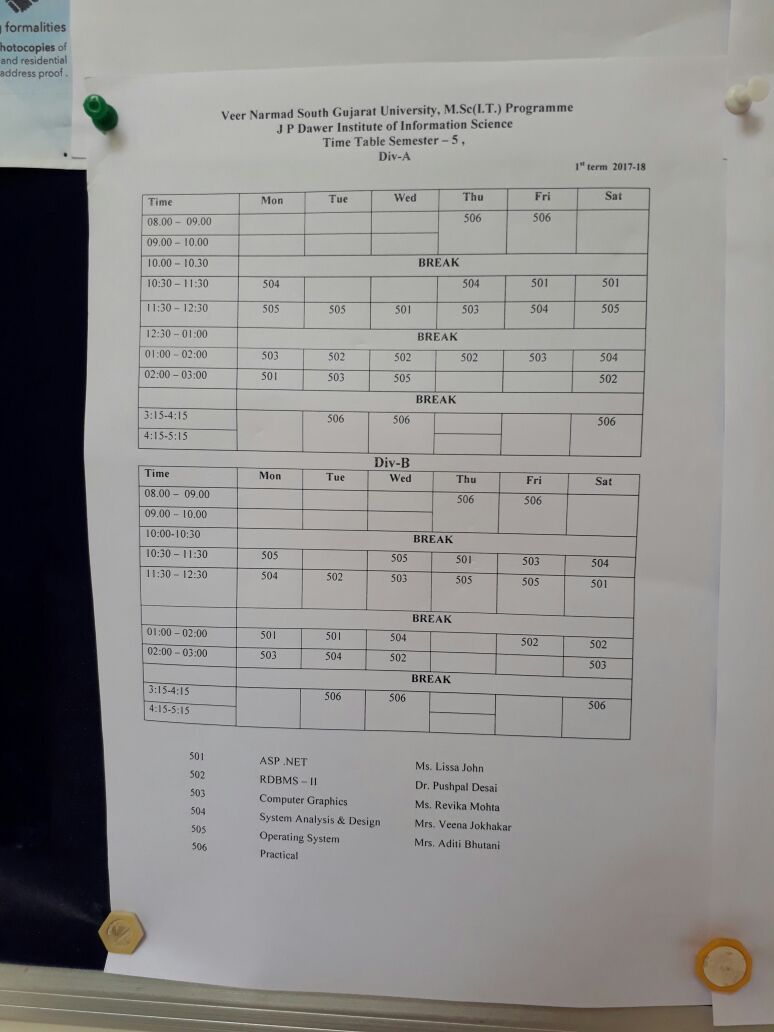 formalities
hotocopies of
and residential
address proof .
Veer Narmad South Gujarat University, M.Sc(I.T.) Programme
J P Dawer Institute of Information Science
Time Table Semester – 5 ,
Div-A
1st term 2017-18
Time Mon Tue Wed Thu Fri Sat
08.00 – 09.00 506 506
09.00 – 10.00
10.00 – 10.30 BREAK
10:30 – 11:30 504 504 501 501
11:30 – 12:30 505 505 501 503 504 505
12:30 – 01:00 BREAK
01:00 – 02:00 503 502 502 502 503 504
02:00 – 03:00 501 503 505 502
BREAK
3:15-4:15 506 506 506
4:15-5:15
Div-B
Time Mon Tue Wed Thu Fri Sat
08.00 – 09.00 506 506
09.00 – 10.00
10:00-10:30 BREAK
10:30 – 11:30 505 505 501 503 504
11:30 – 12:30 504 502 503 505 505 501
BREAK
01:00 – 02:00 501 501 504 502 502
02:00 – 03:00 503 504 502 503
BREAK
3:15-4:15 506 506 506
4:15-5:15
501 ASP .NET Ms. Lissa John
502 RDBMS – II Dr. Pushpal Desai
503 Computer Graphics Ms. Revika Mohta
504 System Analysis & Design Mrs. Veena Jokhakar
505 Operating System Mrs. Aditi Bhutani
506 Practical